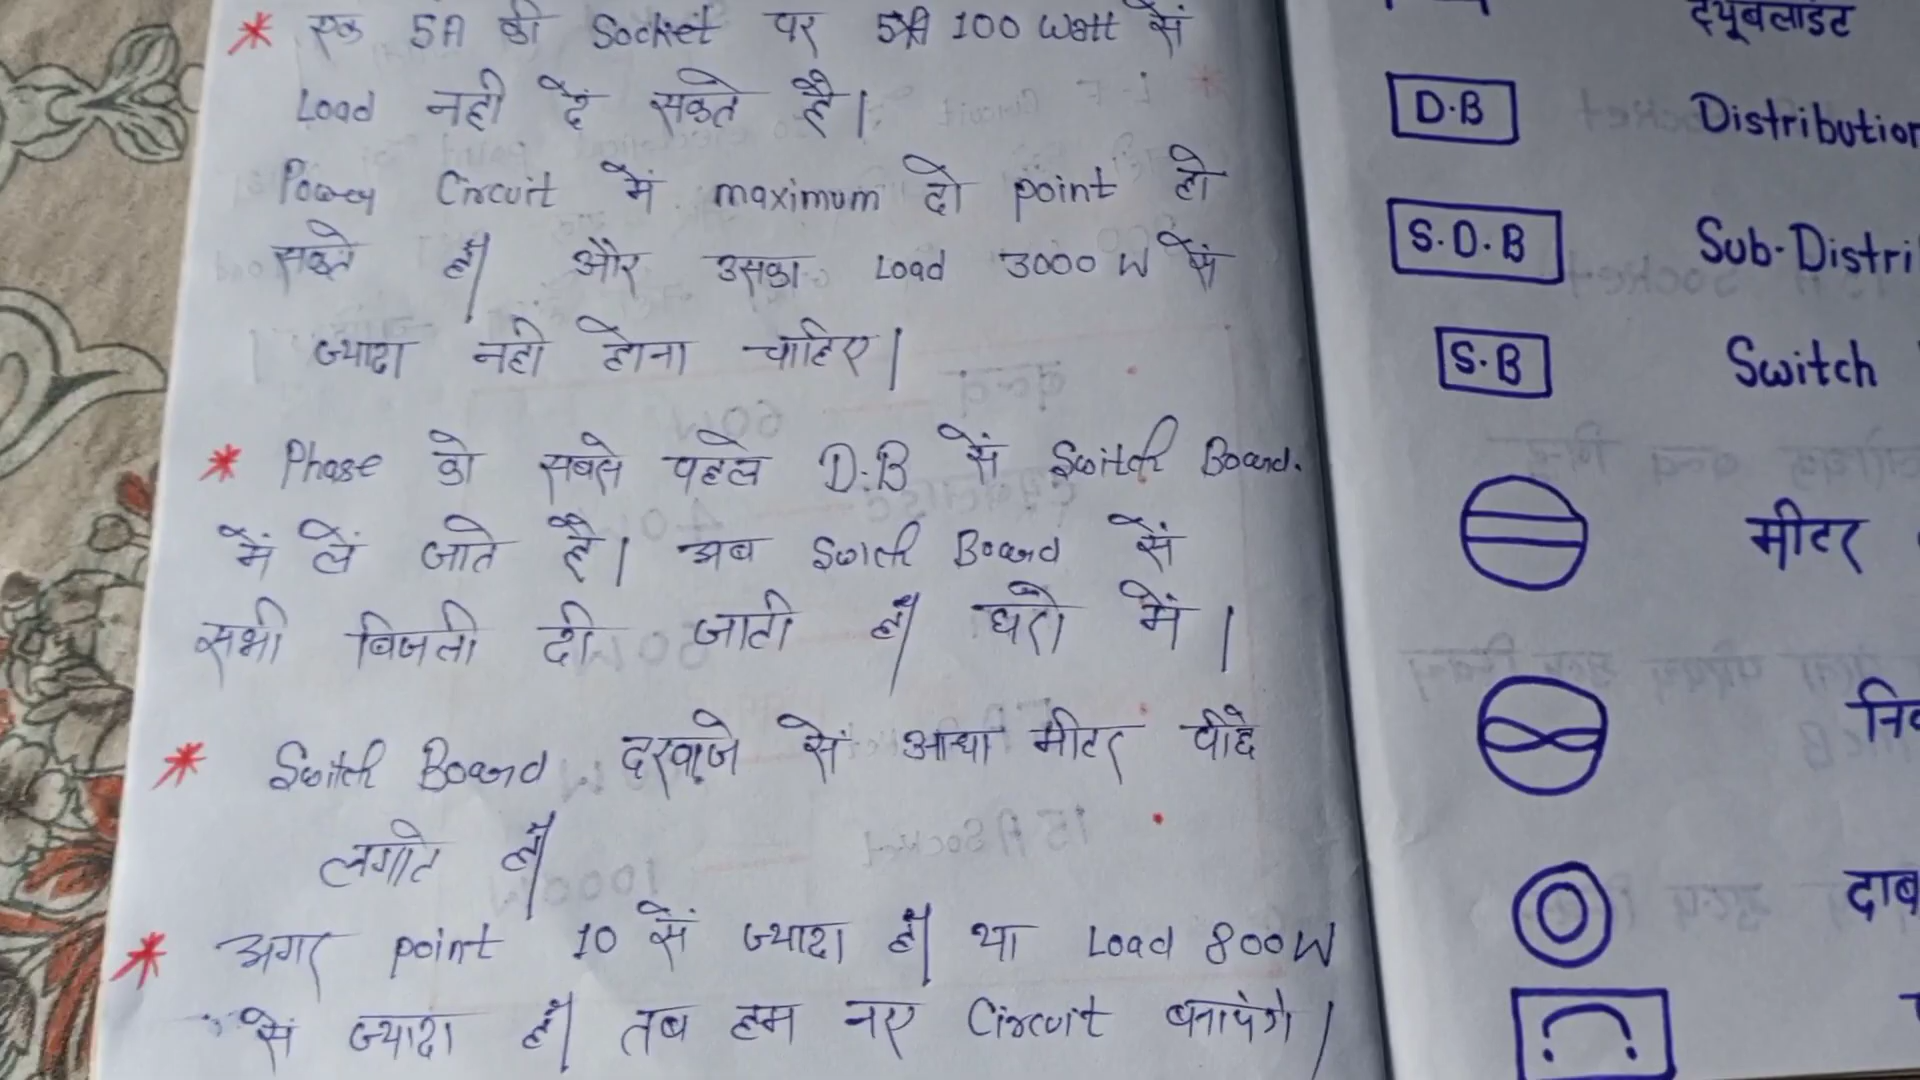 एक 5A की Socket पर 100 Watt सें
Load नही दें सकते है।
Power Circuit में maximum दो point हो
सकते हैं। और उसका Load 3000 W सें
ज्यादा नही होना चाहिए।
Phase को सबसे पहले D.B सें Switch Board.
में लें जाते है। अब Switch Board सें
सभी बिजली दी जाती हैं। घरो में।
Switch Board दरवाजे सें आधा मीटर पीछे
लगाते हैं।
अगर point 10 सें ज्यादा हैं। या Load 800W
सें ज्यादा हैं। तब हम नए Circuit बनायेंगे।
ट्यूबलाइट
D.B Distribution
S.D.B Sub-Distri
S.B Switch
मीटर
नि
दाब